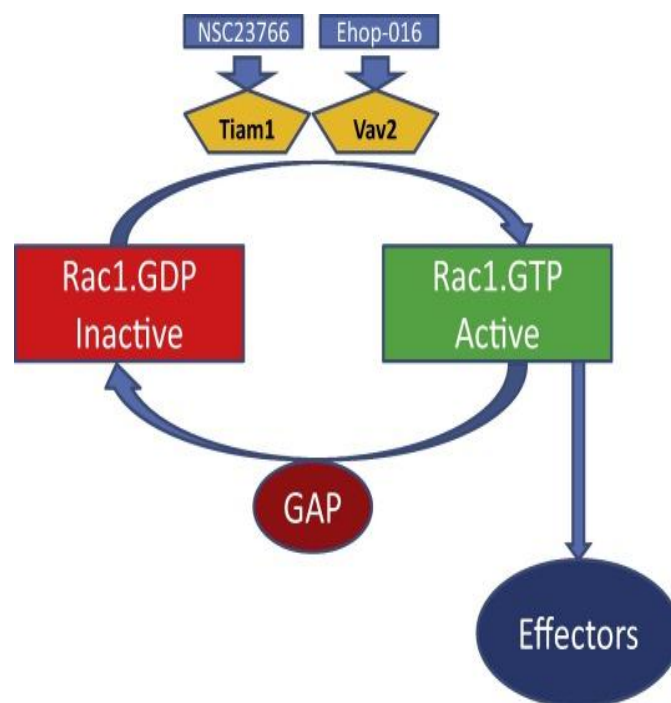 NSC23766
Ehop-016
Tiam1
Vav2
Rac1.GDP
Inactive
Rac1.GTP
Active
GAP
Effectors